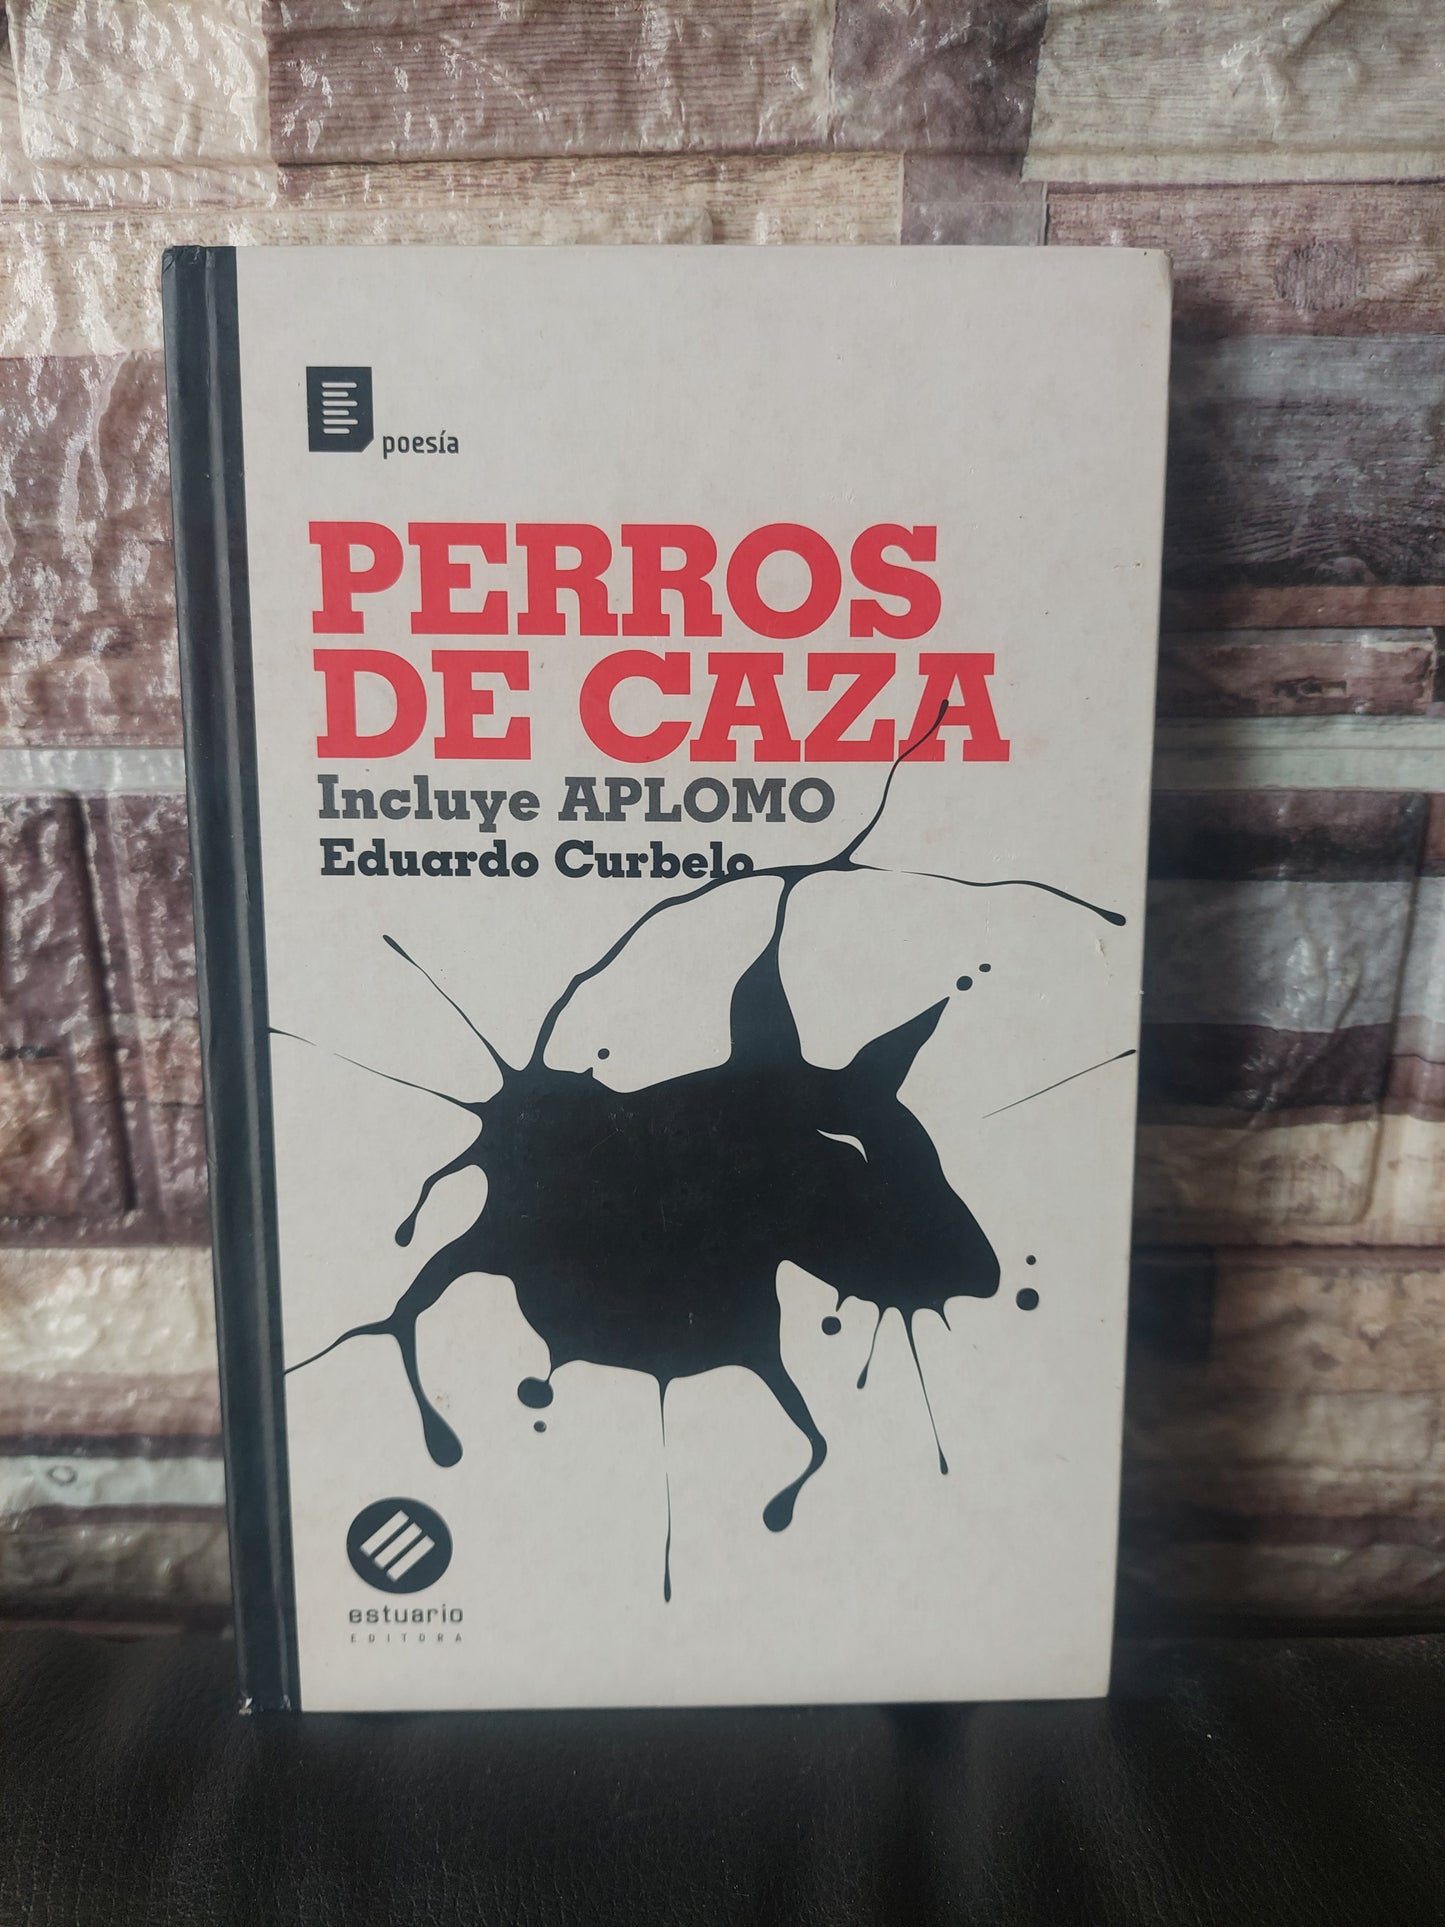 poesía
PERROS
DE CAZA
Incluye APLOMO
Eduardo Curbelo
estuario
EDITORA